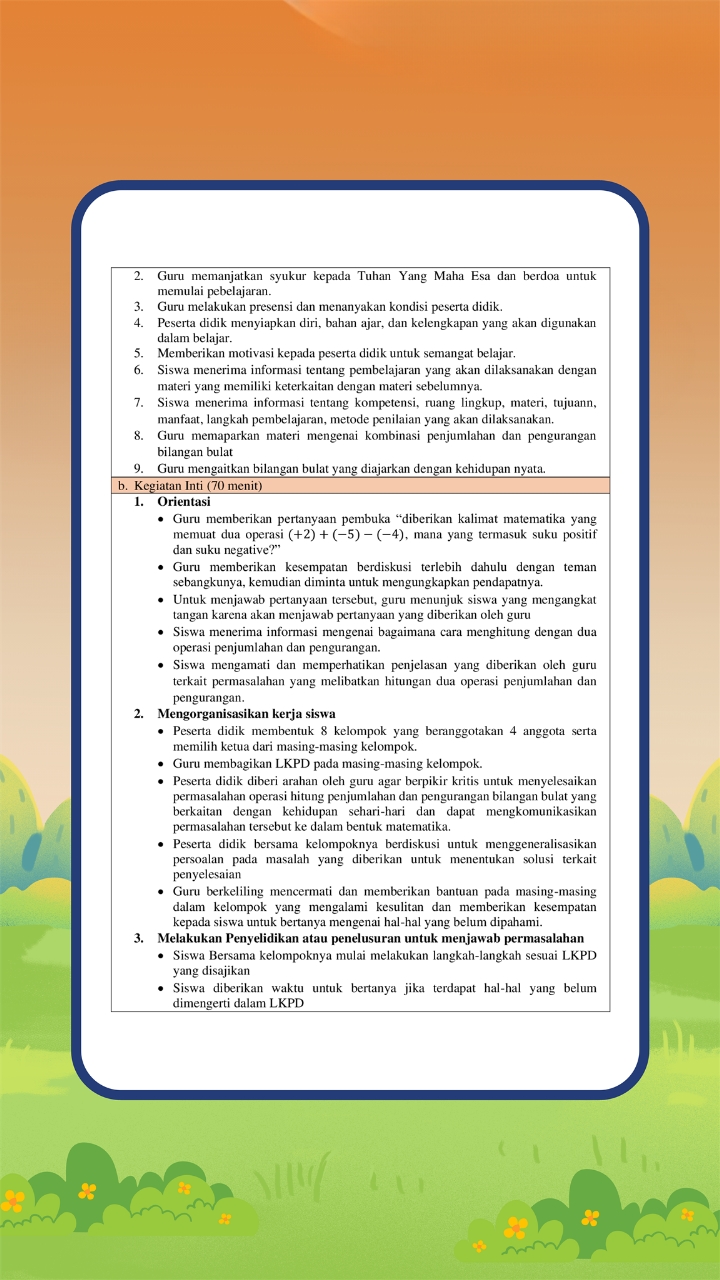 2. Guru memanjatkan syukur kepada Tuhan Yang Maha Esa dan berdoa untuk
memulai pebelajaran.
3. Guru melakukan presensi dan menanyakan kondisi peserta didik.
4. Peserta didik menyiapkan diri, bahan ajar, dan kelengkapan yang akan digunakan
dalam belajar.
5. Memberikan motivasi kepada peserta didik untuk semangat belajar.
6. Siswa menerima informasi tentang pembelajaran yang akan dilaksanakan dengan
materi yang memiliki keterkaitan dengan materi sebelumnya.
7. Siswa menerima informasi tentang kompetensi, ruang lingkup, materi, tujuann,
manfaat, langkah pembelajaran, metode penilaian yang akan dilaksanakan.
8. Guru memaparkan materi mengenai kombinasi penjumlahan dan pengurangan
bilangan bulat
9. Guru mengaitkan bilangan bulat yang diajarkan dengan kehidupan nyata.
b. Kegiatan Inti (70 menit)
1. Orientasi
• Guru memberikan pertanyaan pembuka “diberikan kalimat matematika yang
memuat dua operasi (+2) + (−5) − (−4), mana yang termasuk suku positif
dan suku negative?”
• Guru memberikan kesempatan berdiskusi terlebih dahulu dengan teman
sebangkunya, kemudian diminta untuk mengungkapkan pendapatnya.
• Untuk menjawab pertanyaan tersebut, guru menunjuk siswa yang mengangkat
tangan karena akan menjawab pertanyaan yang diberikan oleh guru
• Siswa menerima informasi mengenai bagaimana cara menghitung dengan dua
operasi penjumlahan dan pengurangan.
• Siswa mengamati dan memperhatikan penjelasan yang diberikan oleh guru
terkait permasalahan yang melibatkan hitungan dua operasi penjumlahan dan
pengurangan.
2. Mengorganisasikan kerja siswa
• Peserta didik membentuk 8 kelompok yang beranggotakan 4 anggota serta
memilih ketua dari masing-masing kelompok.
• Guru membagikan LKPD pada masing-masing kelompok.
• Peserta didik diberi arahan oleh guru agar berpikir kritis untuk menyelesaikan
permasalahan operasi hitung penjumlahan dan pengurangan bilangan bulat yang
berkaitan dengan kehidupan sehari-hari dan dapat mengkomunikasikan
permasalahan tersebut ke dalam bentuk matematika.
• Peserta didik bersama kelompoknya berdiskusi untuk menggeneralisasikan
persoalan pada masalah yang diberikan untuk menentukan solusi terkait
penyelesaian
• Guru berkeliling mencermati dan memberikan bantuan pada masing-masing
dalam kelompok yang mengalami kesulitan dan memberikan kesempatan
kepada siswa untuk bertanya mengenai hal-hal yang belum dipahami.
3. Melakukan Penyelidikan atau penelusuran untuk menjawab permasalahan
• Siswa Bersama kelompoknya mulai melakukan langkah-langkah sesuai LKPD
yang disajikan
• Siswa diberikan waktu untuk bertanya jika terdapat hal-hal yang belum
dimengerti dalam LKPD